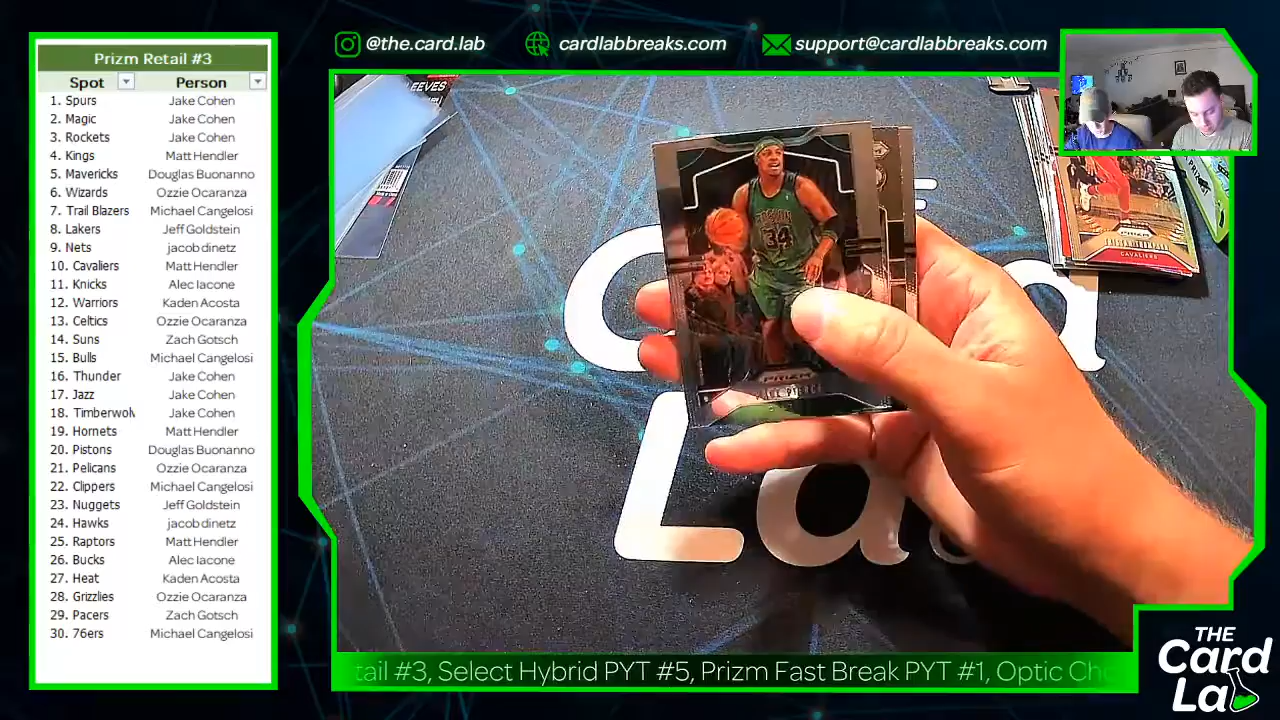 @the.card.lab
cardlabbreaks.com
support@cardlabbreaks.com
Prizm Retail #3
Spot Person
1. Spurs Jake Cohen
2. Magic Jake Cohen
3. Rockets Jake Cohen
4. Kings Matt Hendler
5. Mavericks Douglas Buonanno
6. Wizards Ozzie Ocaranza
7. Trail Blazers Michael Cangelosi
8. Lakers Jeff Goldstein
9. Nets jacob dinetz
10. Cavaliers Matt Hendler
11. Knicks Alec Iacone
12. Warriors Kaden Acosta
13. Celtics Ozzie Ocaranza
14. Suns Zach Gotsch
15. Bulls Michael Cangelosi
16. Thunder Jake Cohen
17. Jazz Jake Cohen
18. Timberwol Jake Cohen
19. Hornets Matt Hendler
20. Pistons Douglas Buonanno
21. Pelicans Ozzie Ocaranza
22. Clippers Michael Cangelosi
23. Nuggets Jeff Goldstein
24. Hawks jacob dinetz
25. Raptors Matt Hendler
26. Bucks Alec Iacone
27. Heat Kaden Acosta
28. Grizzlies Ozzie Ocaranza
29. Pacers Zach Gotsch
30. 76ers Michael Cangelosi
EEVES
BOSTON
34
PRIZM
PRIZM
CAVALIERS
La
tail #3, Select Hybrid PYT #5, Prizm Fast Break PYT #1, Optic Cho
THE
Card
La